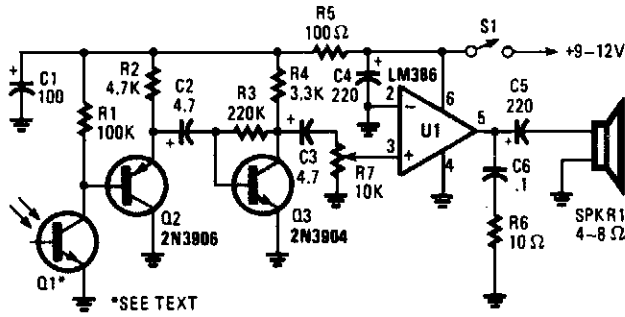 R5
100 Ω
S1
+9–12V
+
C1
100
R2
4.7K
C2
4.7
+
R3
220K
R4
3.3K
C4
220
+
LM386
2
−
6
U1
5
C5
220
+
R1
100K
+
C3
4.7
3
+
4
R7
10K
C6
.1
Q2
2N3906
Q3
2N3904
R6
10 Ω
SPKR1
4–8 Ω
Q1*
*SEE TEXT